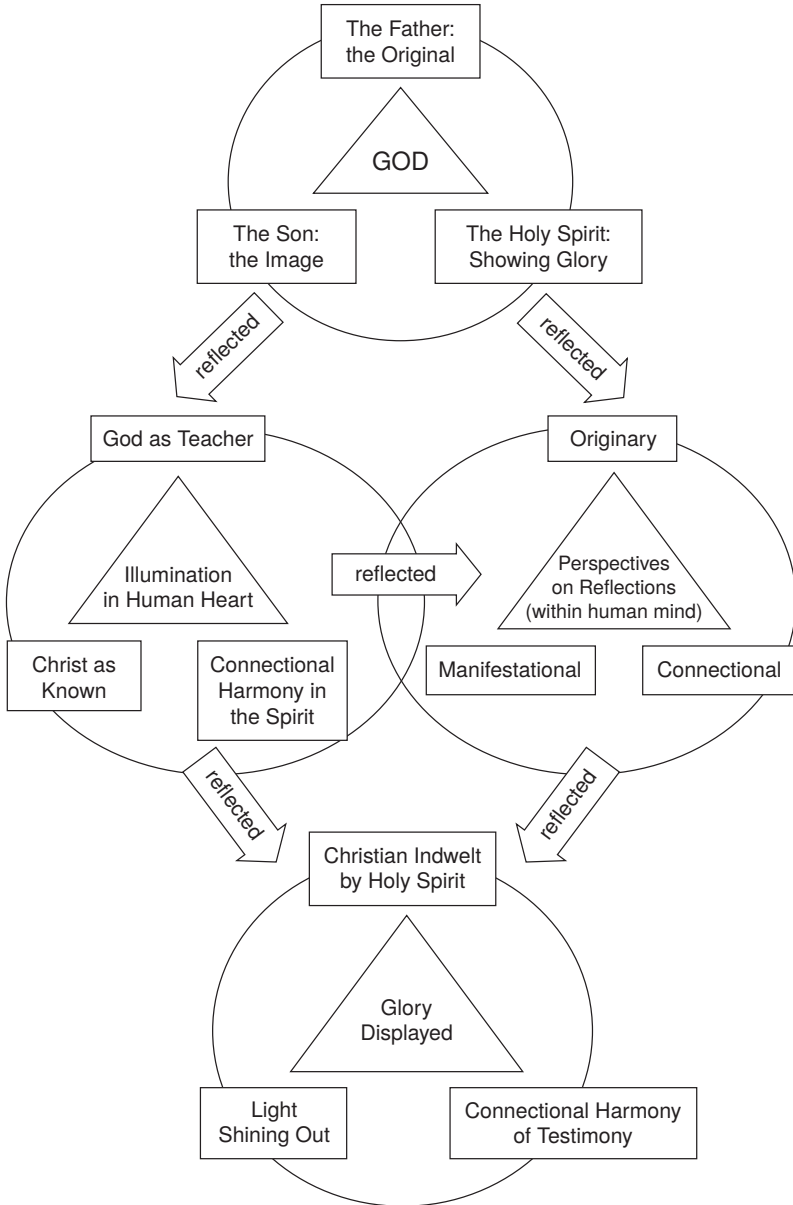 The Father:
the Original
GOD
The Son:
the Image
The Holy Spirit:
Showing Glory
reflected
reflected
God as Teacher
Originary
Illumination
in Human Heart
reflected
Perspectives
on Reflections
(within human mind)
Christ as
Known
Connectional
Harmony in
the Spirit
Manifestational
Connectional
reflected
reflected
Christian Indwelt
by Holy Spirit
Glory
Displayed
Light
Shining Out
Connectional Harmony
of Testimony